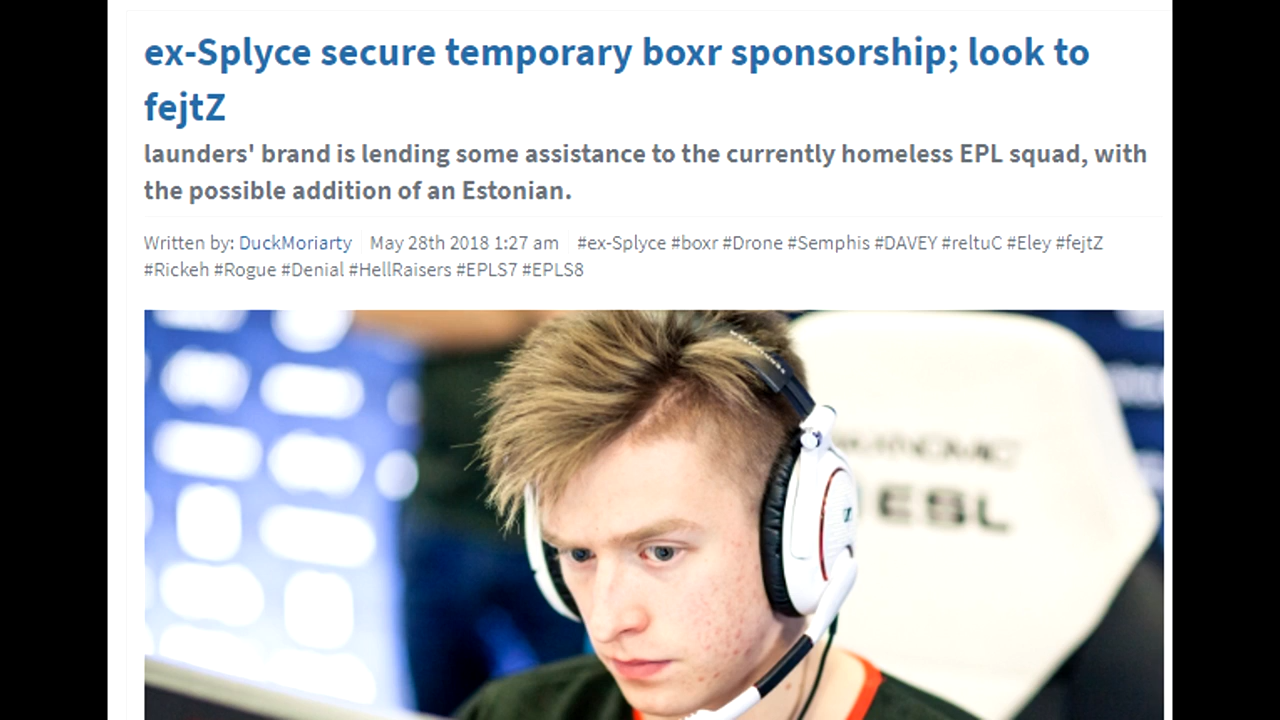 ex-Splyce secure temporary boxr sponsorship; look to
fejtZ
launders' brand is lending some assistance to the currently homeless EPL squad, with
the possible addition of an Estonian.
Written by: DuckMoriarty May 28th 2018 1:27 am #ex-Splyce #boxr #Drone #Semphis #DAVEY #reltuC #Eley #fejtZ
#Rickeh #Rogue #Denial #HellRaisers #EPLS7 #EPLS8
ESL